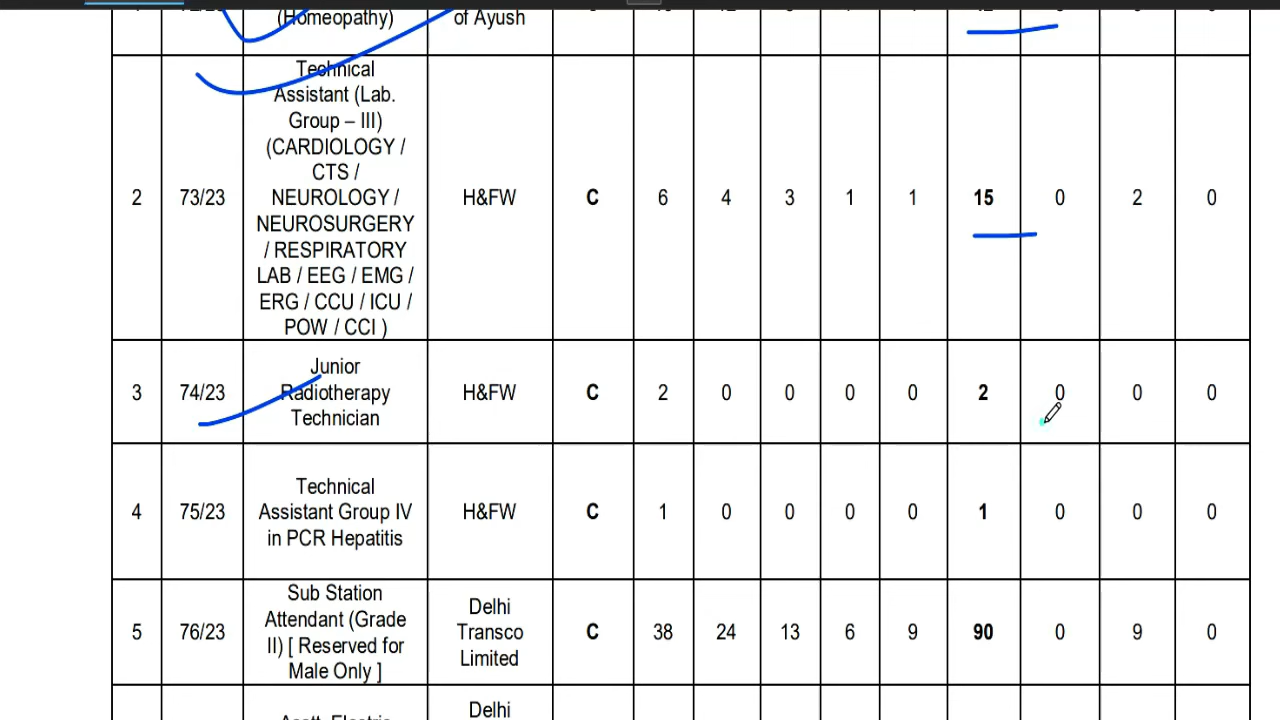 (Homeopathy) of Ayush
Technical
Assistant (Lab.
Group – III)
(CARDIOLOGY /
CTS /
2 73/23 NEUROLOGY / H&FW C 6 4 3 1 1 15 0 2 0
NEUROSURGERY
/ RESPIRATORY
LAB / EEG / EMG /
ERG / CCU / ICU /
POW / CCI )
Junior
3 74/23 Radiotherapy H&FW C 2 0 0 0 0 2 0 0 0
Technician
Technical
4 75/23 Assistant Group IV H&FW C 1 0 0 0 0 1 0 0 0
in PCR Hepatitis
Sub Station
Attendant (Grade Delhi
5 76/23 II) [ Reserved for Transco C 38 24 13 6 9 90 0 9 0
Male Only ] Limited
Delhi